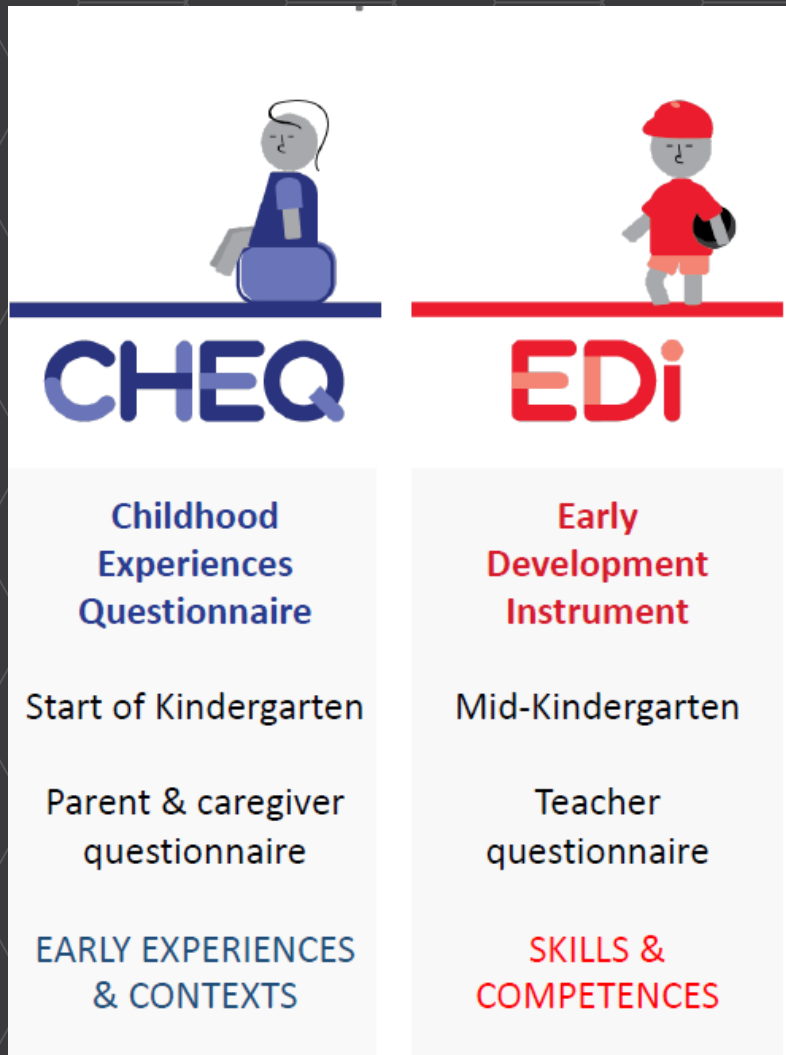 CHEQ
Childhood
Experiences
Questionnaire
Start of Kindergarten
Parent & caregiver
questionnaire
EARLY EXPERIENCES
& CONTEXTS
EDi
Early
Development
Instrument
Mid-Kindergarten
Teacher
questionnaire
SKILLS &
COMPETENCES